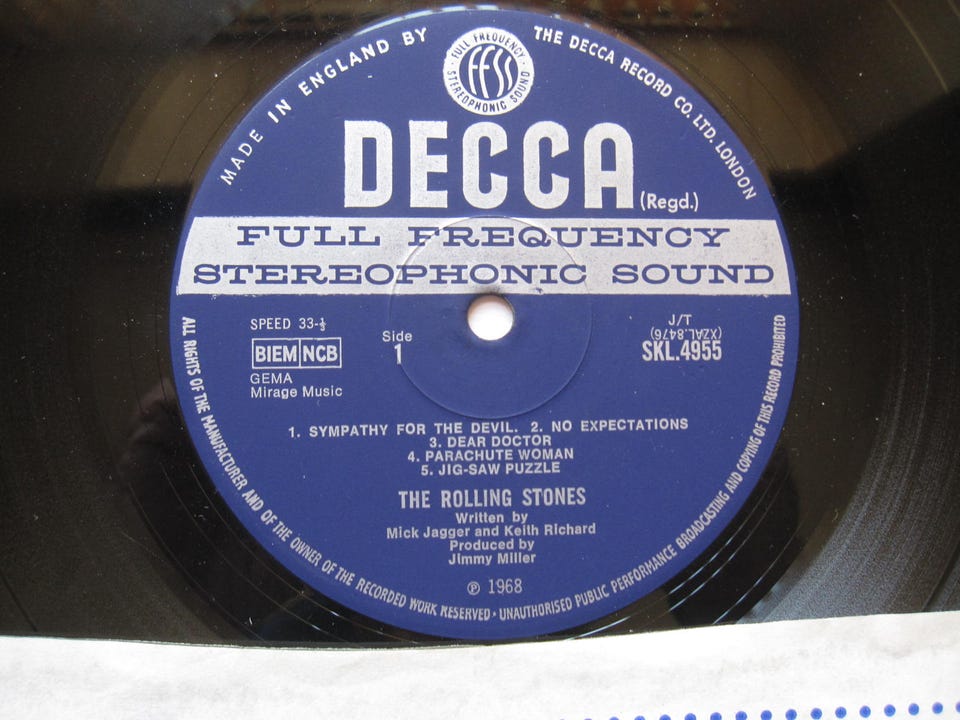 MADE IN ENGLAND BY
THE DECCA RECORD CO. LTD. LONDON
FULL FREQUENCY
FFSS
STEREOPHONIC SOUND
DECCA
(Regd.)
FULL FREQUENCY
STEREOPHONIC SOUND
SPEED 33-⅓
BIEM NCB
GEMA
Mirage Music
Side
1
J/T
(XZAL.8476)
SKL.4955
1. SYMPATHY FOR THE DEVIL. 2. NO EXPECTATIONS
3. DEAR DOCTOR
4. PARACHUTE WOMAN
5. JIG-SAW PUZZLE
THE ROLLING STONES
Written by
Mick Jagger and Keith Richard
Produced by
Jimmy Miller
℗ 1968
ALL RIGHTS OF THE MANUFACTURER AND OF THE OWNER OF THE RECORDED WORK RESERVED · UNAUTHORISED PUBLIC PERFORMANCE BROADCASTING AND COPYING OF THIS RECORD PROHIBITED